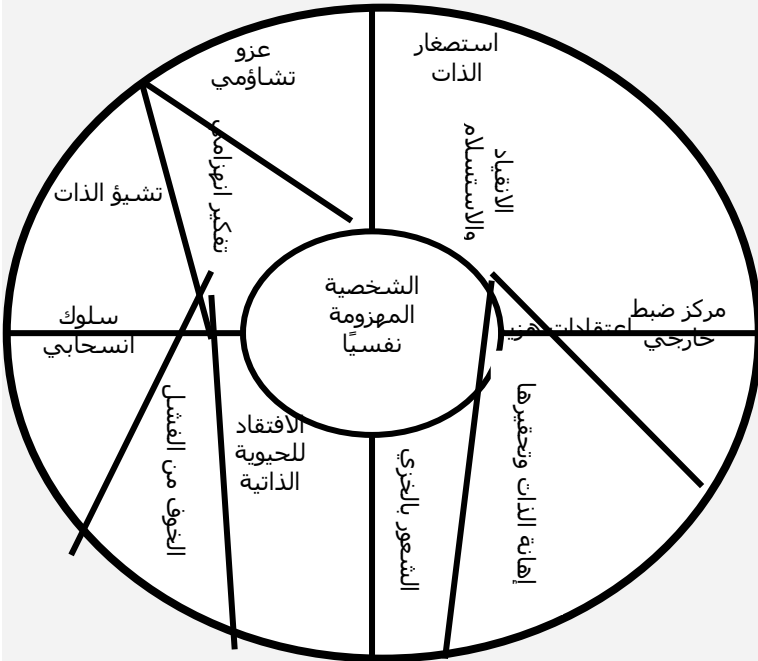 استصغار
الذات
عزو
تشاؤمي
الانقياد
والاستسلام
تفكير انهزامي
تشيؤ الذات
الشخصية
المهزومة
نفسيًا
مركز ضبط
خارجي
اعتقادات
سلوك
انسحابي
إهانة الذات وتحقيرها
الشعور بالخزي
الافتقاد
للحيوية
الذاتية
الخوف من الفشل